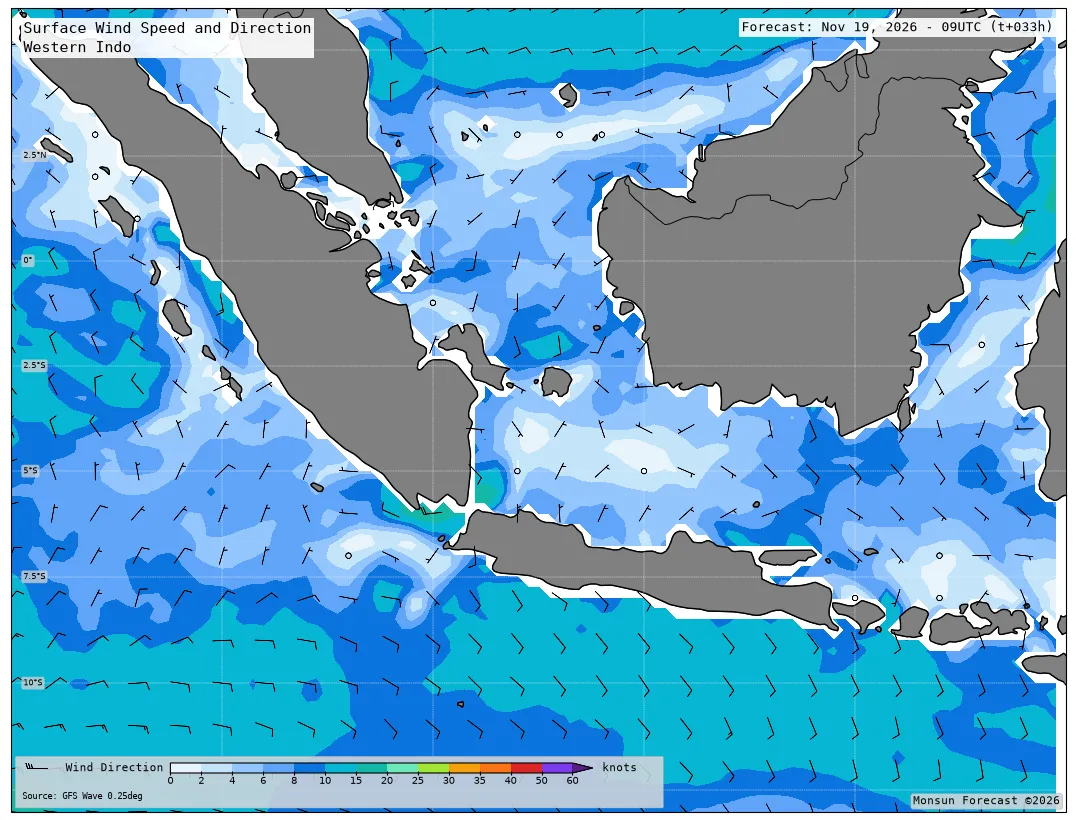 Surface Wind Speed and Direction
Western Indo
Forecast: Nov 19, 2026 - 09UTC (t+033h)
2.5°N
0°
2.5°S
5°S
7.5°S
10°S
Wind Direction
0 2 4 6 8 10 15 20 25 30 35 40 50 60
knots
Source: GFS Wave 0.25deg
Monsun Forecast ©2026